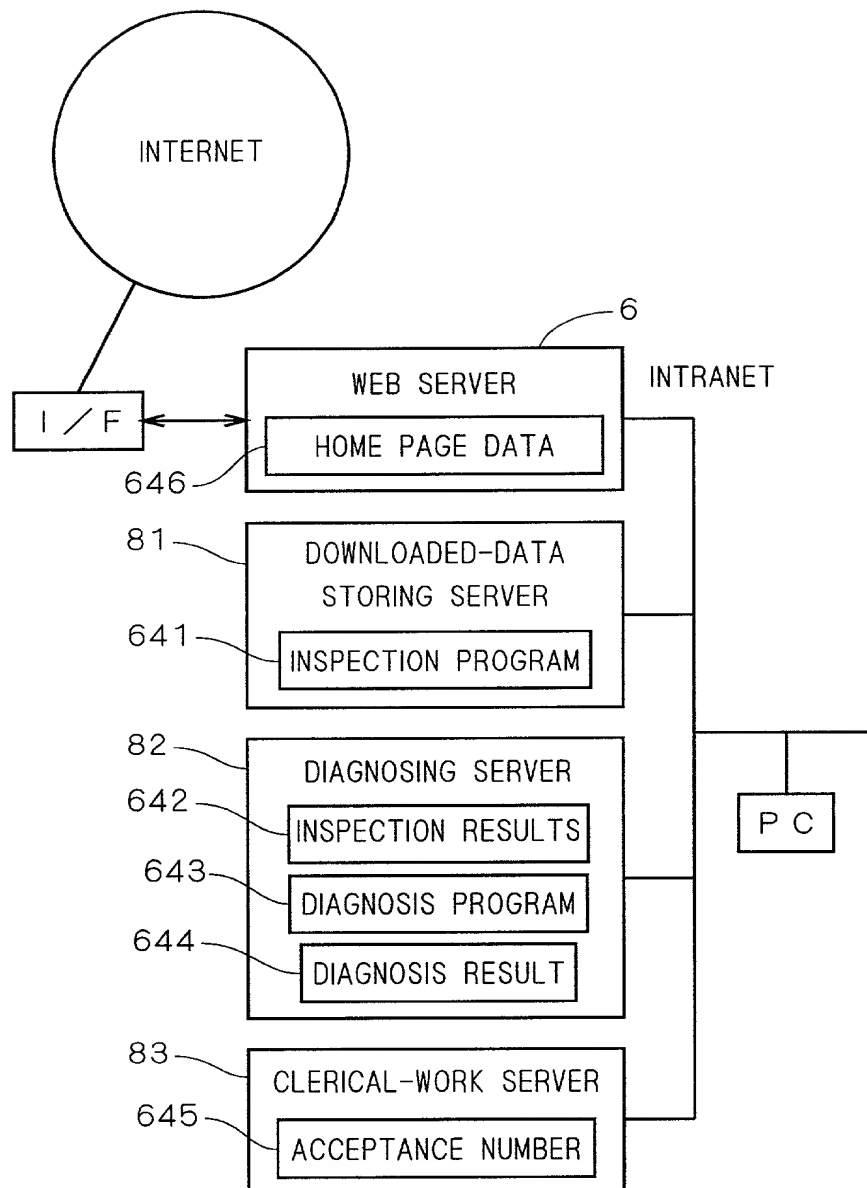 INTERNET
6
WEB SERVER
INTRANET
I／F
HOME PAGE DATA
646
81
DOWNLOADED-DATA
STORING SERVER
641
INSPECTION PROGRAM
82
DIAGNOSING SERVER
642
INSPECTION RESULTS
PC
643
DIAGNOSIS PROGRAM
644
DIAGNOSIS RESULT
83
CLERICAL-WORK SERVER
645
ACCEPTANCE NUMBER